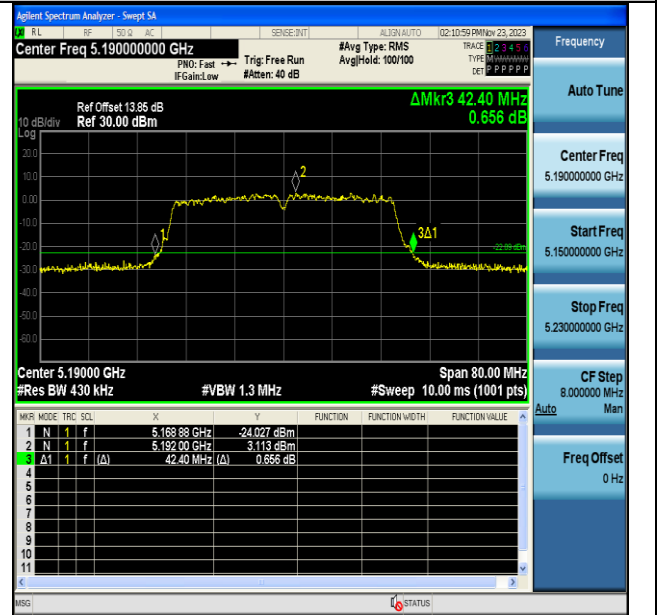 Agilent Spectrum Analyzer - Swept SA
RL RF 50 Ω AC SENSE:INT ALIGN AUTO 02:10:59 PM Nov 23, 2023
Center Freq 5.190000000 GHz
PNO: Fast
IFGain:Low
Trig: Free Run
#Atten: 40 dB
#Avg Type: RMS
Avg|Hold: 100/100
TRACE 1 2 3 4 5 6
TYPE M
DET P P P P P P
Frequency
Auto Tune
Center Freq
5.190000000 GHz
Start Freq
5.150000000 GHz
Stop Freq
5.230000000 GHz
CF Step
8.000000 MHz
Auto Man
Freq Offset
0 Hz
ΔMkr3 42.40 MHz
0.656 dB
Ref Offset 13.85 dB
10 dB/div Ref 30.00 dBm
Log
20.0
10.0
0.00
-10.0
-20.0
-30.0
-40.0
-50.0
-60.0
1
2
3Δ1
-22.89 dBm
Center 5.19000 GHz Span 80.00 MHz
#Res BW 430 kHz #VBW 1.3 MHz #Sweep 10.00 ms (1001 pts)
MKR MODE TRC SCL X Y FUNCTION FUNCTION WIDTH FUNCTION VALUE
1 N 1 f 5.168 88 GHz -24.027 dBm
2 N 1 f 5.192 00 GHz 3.113 dBm
3 Δ1 1 f (Δ) 42.40 MHz (Δ) 0.656 dB
4
5
6
7
8
9
10
11
MSG STATUS